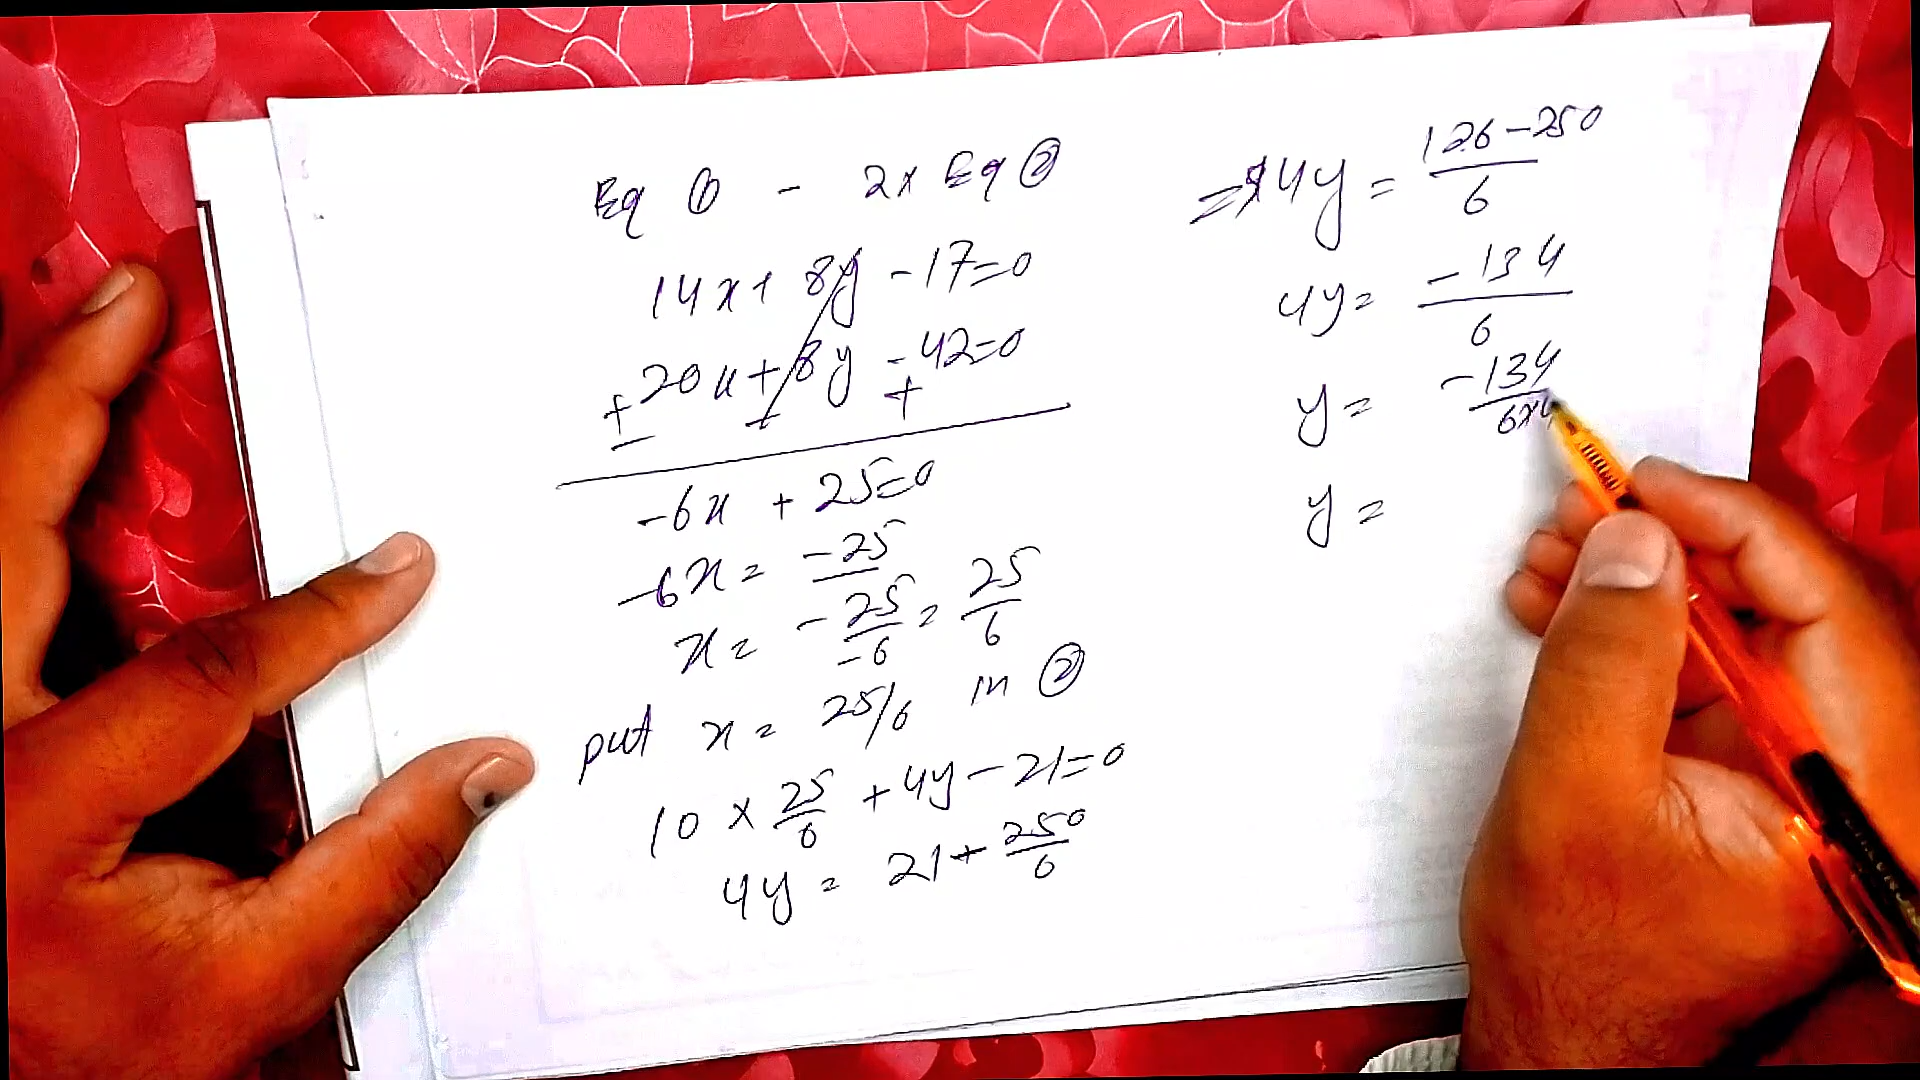 Eq ① - 2x Eq ②
14x + 8y - 17 = 0
20x + 8y - 42 = 0
+ - +
-6x + 25 = 0
-6x = -25
x = -25/-6 = 25/6
put x = 25/6 in ②
10 x 25/6 + 4y - 21 = 0
4y = 21 + 250/6
=> 4y = 126 - 250/6
4y = -134/6
y = -134/6x4
y =